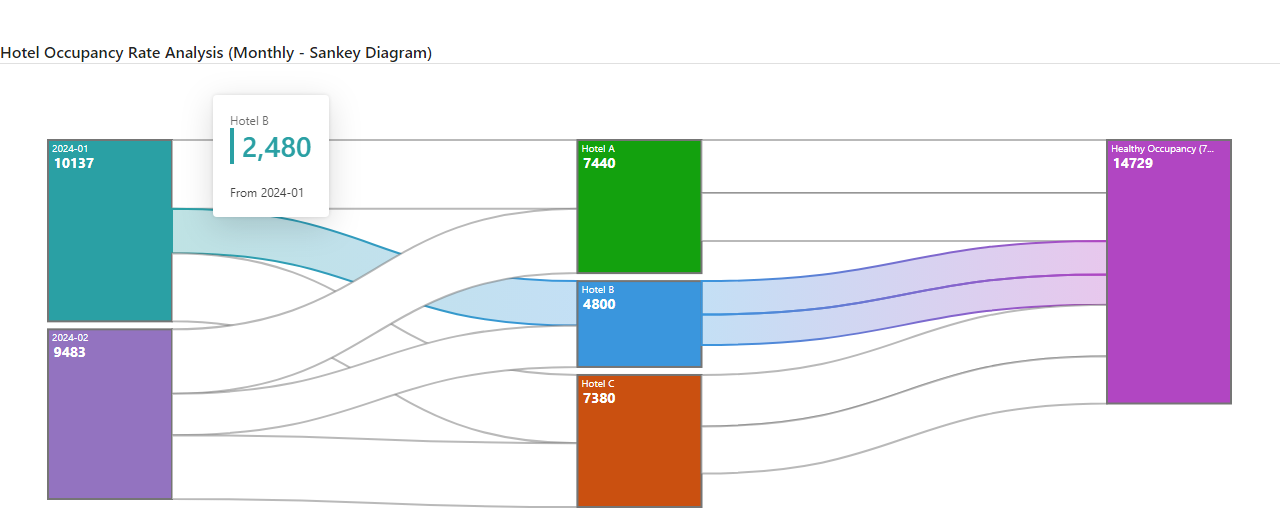 Hotel Occupancy Rate Analysis (Monthly - Sankey Diagram)
Hotel B
2,480
From 2024-01
2024-01
10137
Hotel A
7440
Healthy Occupancy (7...
14729
Hotel B
4800
2024-02
9483
Hotel C
7380